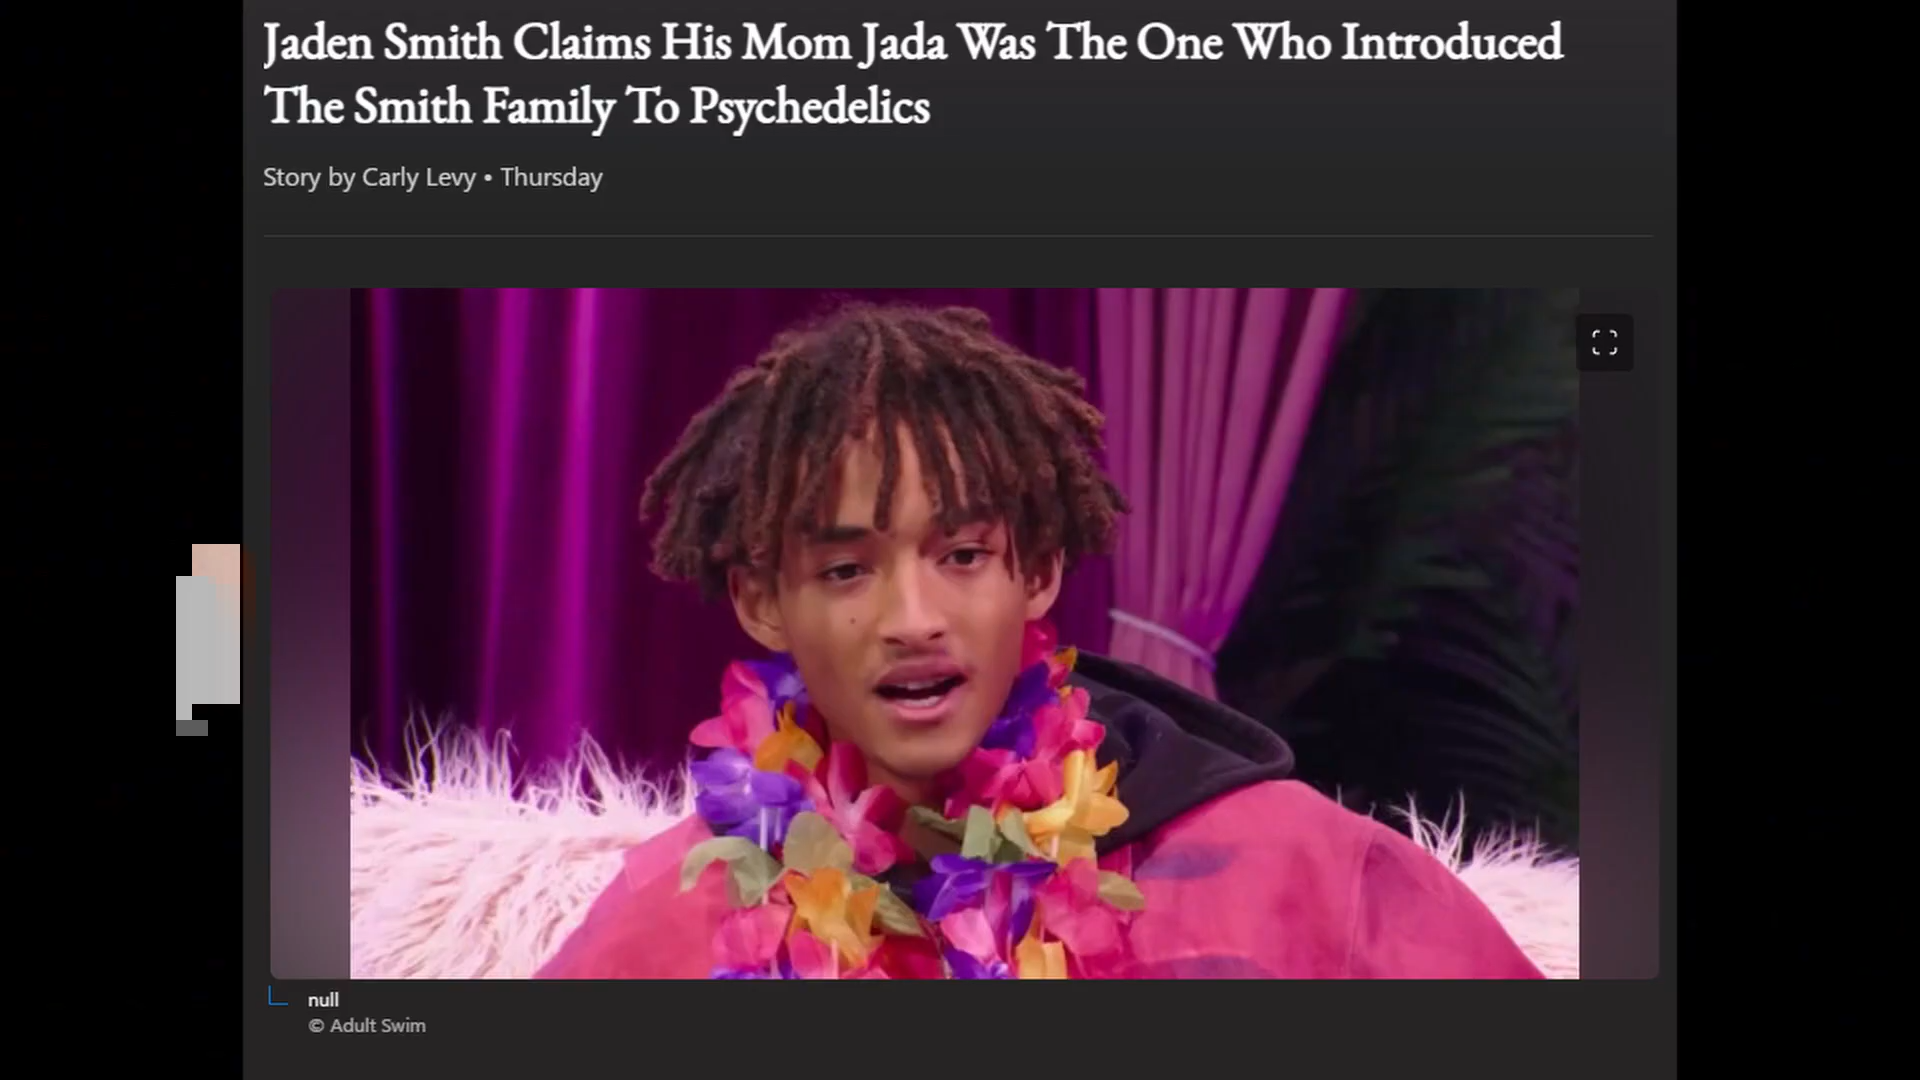 Jaden Smith Claims His Mom Jada Was The One Who Introduced
The Smith Family To Psychedelics
Story by Carly Levy • Thursday
null
© Adult Swim